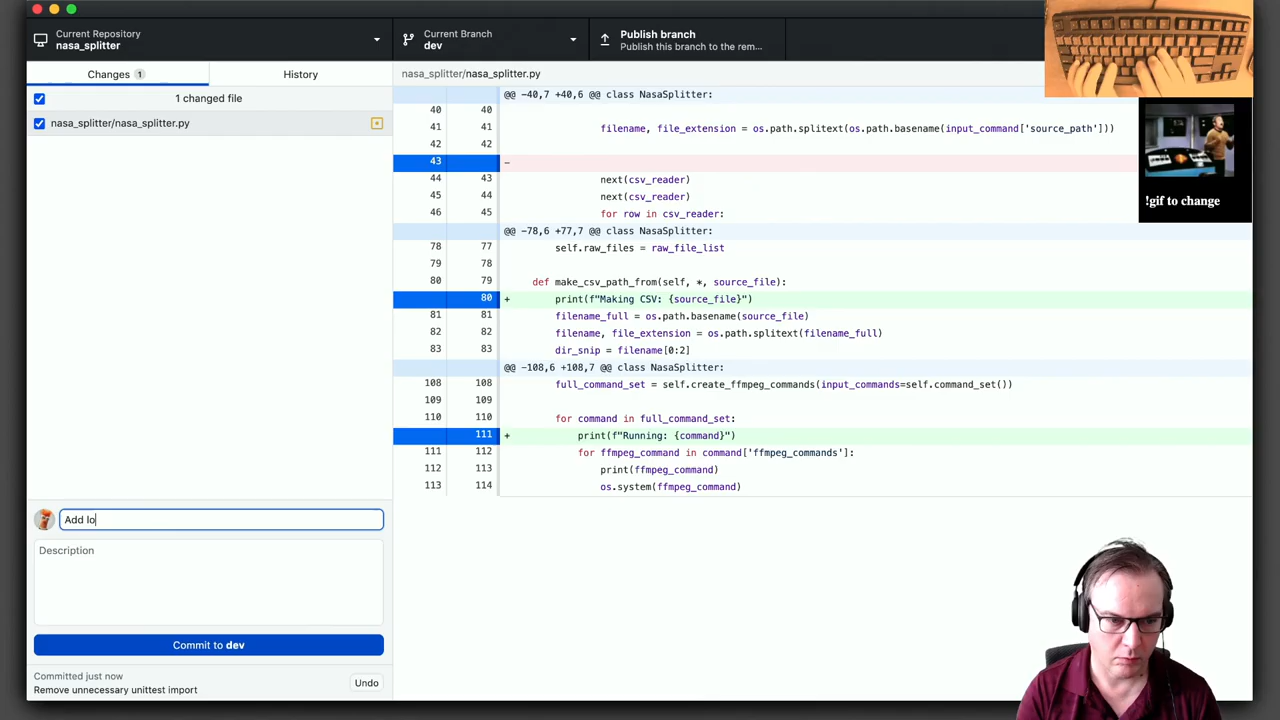 Current Repository
nasa_splitter
Current Branch
dev
Publish branch
Publish this branch to the rem...
Changes 1
History
nasa_splitter/nasa_splitter.py
1 changed file
nasa_splitter/nasa_splitter.py
@@ -40,7 +40,6 @@ class NasaSplitter:
40 40
41 41 filename, file_extension = os.path.splitext(os.path.basename(input_command['source_path']))
42 42
43 -
44 43 next(csv_reader)
45 44 next(csv_reader)
46 45 for row in csv_reader:
@@ -78,6 +77,7 @@ class NasaSplitter:
78 77 self.raw_files = raw_file_list
79 78
80 79 def make_csv_path_from(self, *, source_file):
80 + print(f"Making CSV: {source_file}")
81 81 filename_full = os.path.basename(source_file)
82 82 filename, file_extension = os.path.splitext(filename_full)
83 83 dir_snip = filename[0:2]
@@ -108,6 +108,7 @@ class NasaSplitter:
108 108 full_command_set = self.create_ffmpeg_commands(input_commands=self.command_set())
109 109
110 110 for command in full_command_set:
111 + print(f"Running: {command}")
111 112 for ffmpeg_command in command['ffmpeg_commands']:
112 113 print(ffmpeg_command)
113 114 os.system(ffmpeg_command)
!gif to change
Add lo
Description
Commit to dev
Committed just now
Remove unnecessary unittest import
Undo